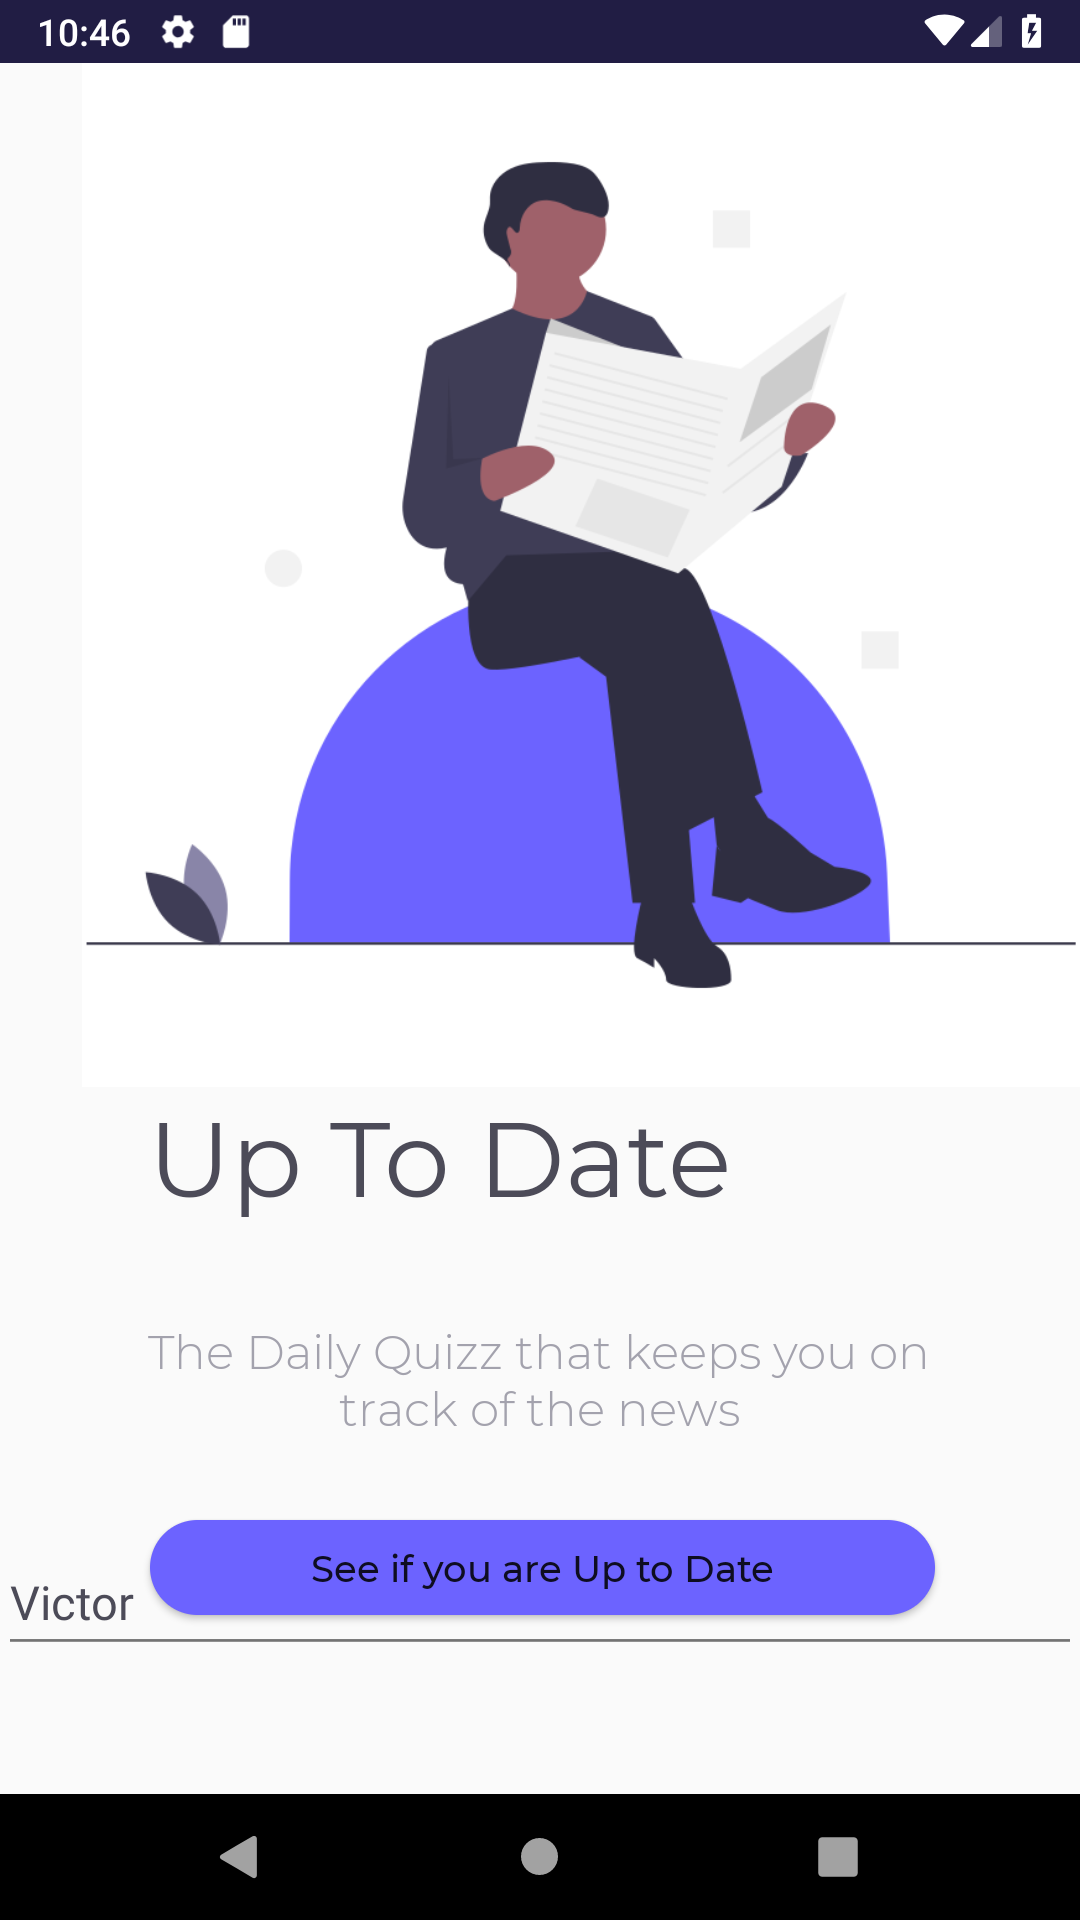 10:46
Up To Date
The Daily Quizz that keeps you on
track of the news
See if you are Up to Date
Victor